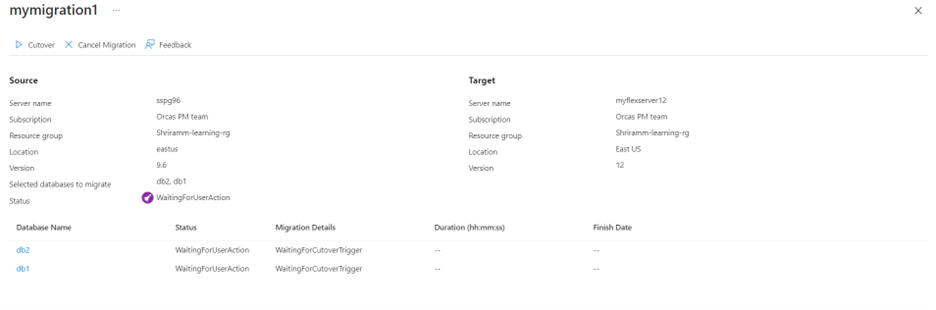 mymigration1 ...
Cutover Cancel Migration Feedback
Source Target
Server name sspg96 Server name myflexserver12
Subscription Orcas PM team Subscription Orcas PM team
Resource group Shriramm-learning-rg Resource group Shriramm-learning-rg
Location eastus Location East US
Version 9.6 Version 12
Selected databases to migrate db2, db1
Status WaitingForUserAction
Database Name Status Migration Details Duration (hh:mm:ss) Finish Date
db2 WaitingForUserAction WaitingForCutoverTrigger -- --
db1 WaitingForUserAction WaitingForCutoverTrigger -- --